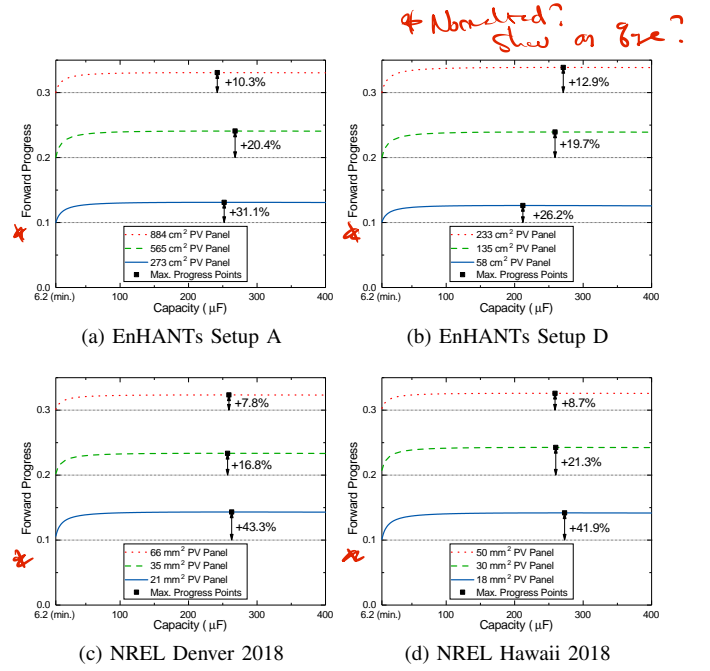 * Normalized?
Show as %age?
0.3
0.2
0.1
0.0
Forward Progress
+10.3%
+20.4%
+31.1%
884 cm² PV Panel
565 cm² PV Panel
273 cm² PV Panel
Max. Progress Points
6.2 (min.) 100 200 300 400
Capacity ( μF)
(a) EnHANTs Setup A
0.3
0.2
0.1
0.0
Forward Progress
+12.9%
+19.7%
+26.2%
233 cm² PV Panel
135 cm² PV Panel
58 cm² PV Panel
Max. Progress Points
6.2 (min.) 100 200 300 400
Capacity ( μF)
(b) EnHANTs Setup D
0.3
0.2
0.1
0.0
Forward Progress
+7.8%
+16.8%
+43.3%
66 mm² PV Panel
35 mm² PV Panel
21 mm² PV Panel
Max. Progress Points
6.2 (min.) 100 200 300 400
Capacity ( μF)
(c) NREL Denver 2018
0.3
0.2
0.1
0.0
Forward Progress
+8.7%
+21.3%
+41.9%
50 mm² PV Panel
30 mm² PV Panel
18 mm² PV Panel
Max. Progress Points
6.2 (min.) 100 200 300 400
Capacity ( μF)
(d) NREL Hawaii 2018